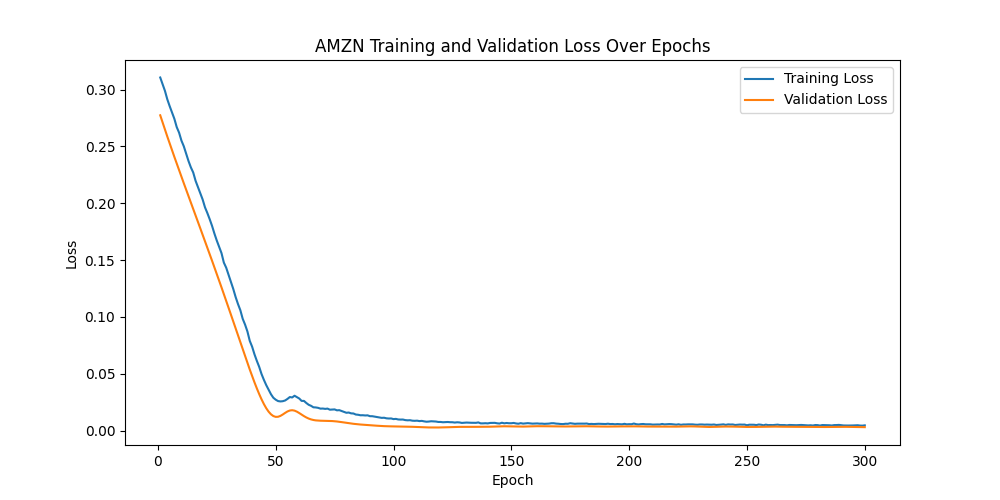 AMZN Training and Validation Loss Over Epochs
Training Loss
Validation Loss
0.30
0.25
0.20
0.15
0.10
0.05
0.00
Loss
0 50 100 150 200 250 300
Epoch